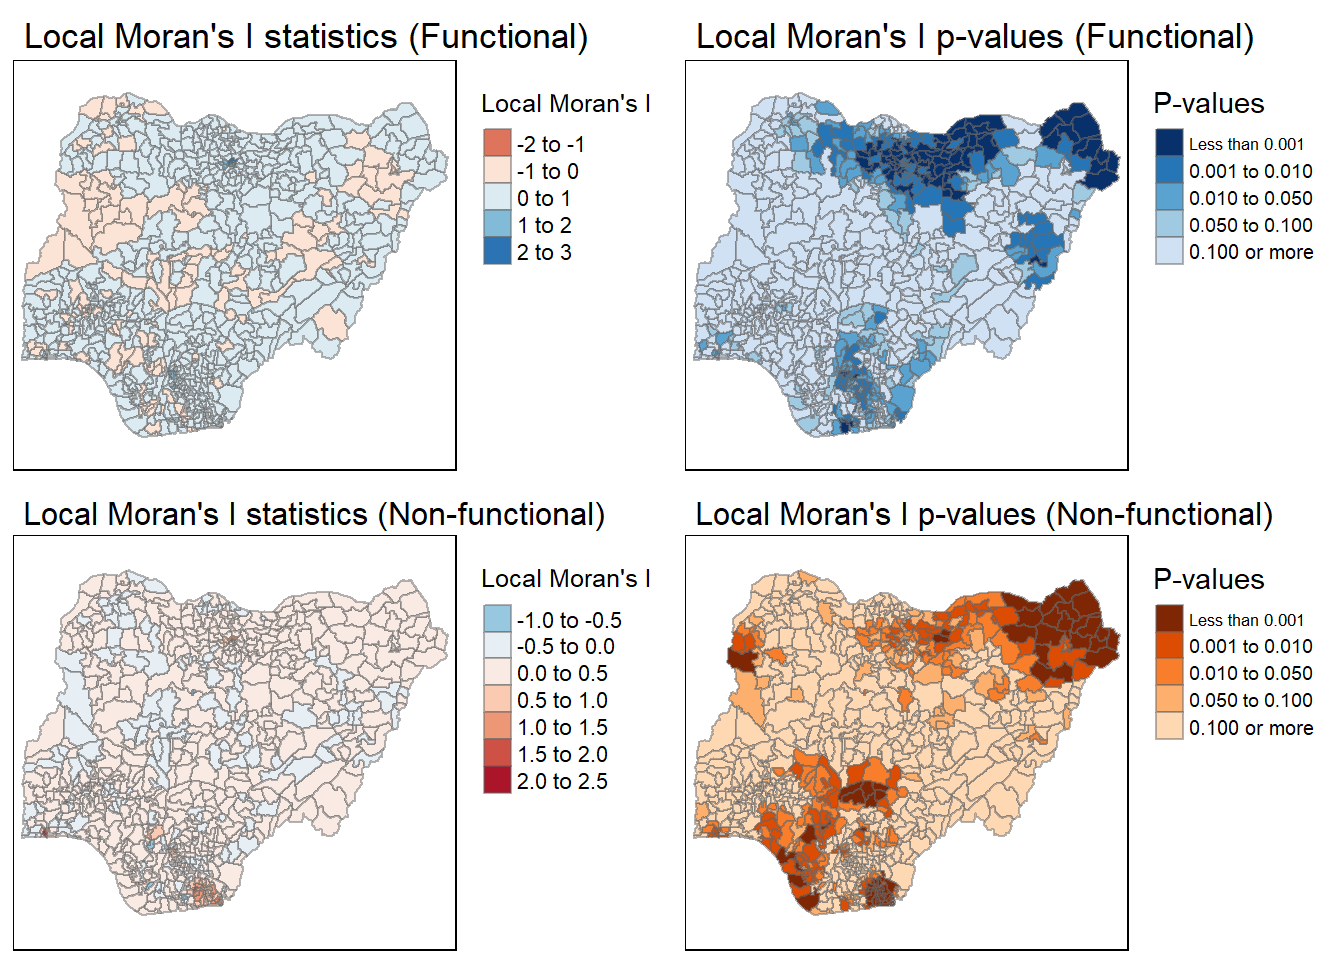 Local Moran's I statistics (Functional)
Local Moran's I
-2 to -1
-1 to 0
0 to 1
1 to 2
2 to 3
Local Moran's I p-values (Functional)
P-values
Less than 0.001
0.001 to 0.010
0.010 to 0.050
0.050 to 0.100
0.100 or more
Local Moran's I statistics (Non-functional)
Local Moran's I
-1.0 to -0.5
-0.5 to 0.0
0.0 to 0.5
0.5 to 1.0
1.0 to 1.5
1.5 to 2.0
2.0 to 2.5
Local Moran's I p-values (Non-functional)
P-values
Less than 0.001
0.001 to 0.010
0.010 to 0.050
0.050 to 0.100
0.100 or more